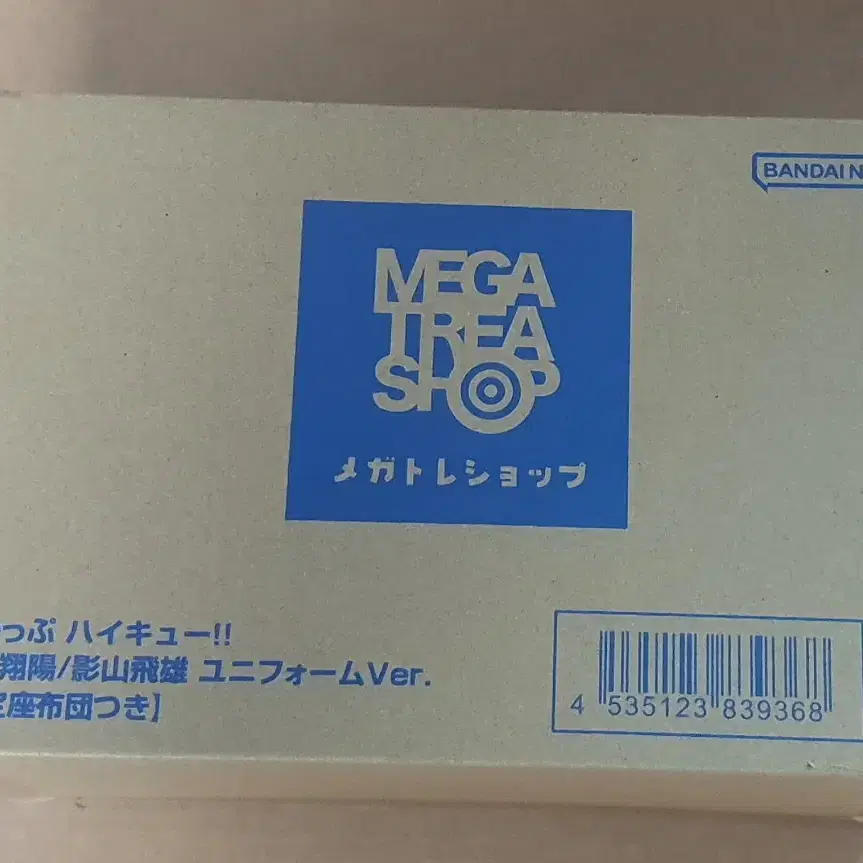 BANDAI N
MEGA
TREA
SHOP
メガトレショップ
っぷ ハイキュー!!
翔陽/影山飛雄 ユニフォームVer.
座布団つき】
4 535123 839368